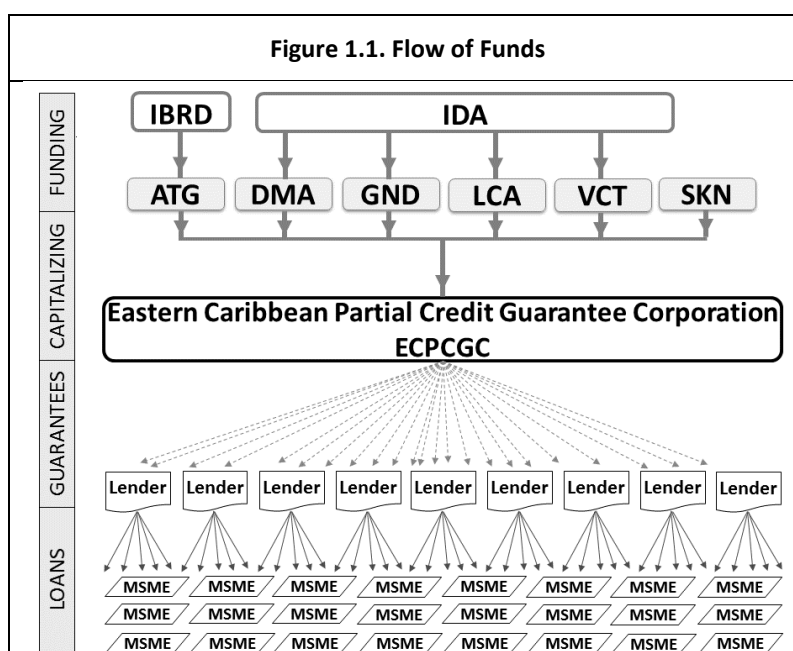 Figure 1.1. Flow of Funds
FUNDING
IBRD IDA
ATG DMA GND LCA VCT SKN
CAPITALIZING
Eastern Caribbean Partial Credit Guarantee Corporation
ECPCGC
GUARANTEES
Lender Lender Lender Lender Lender Lender Lender Lender Lender
LOANS
MSME MSME MSME MSME MSME MSME MSME MSME
MSME MSME MSME MSME MSME MSME MSME MSME
MSME MSME MSME MSME MSME MSME MSME MSME